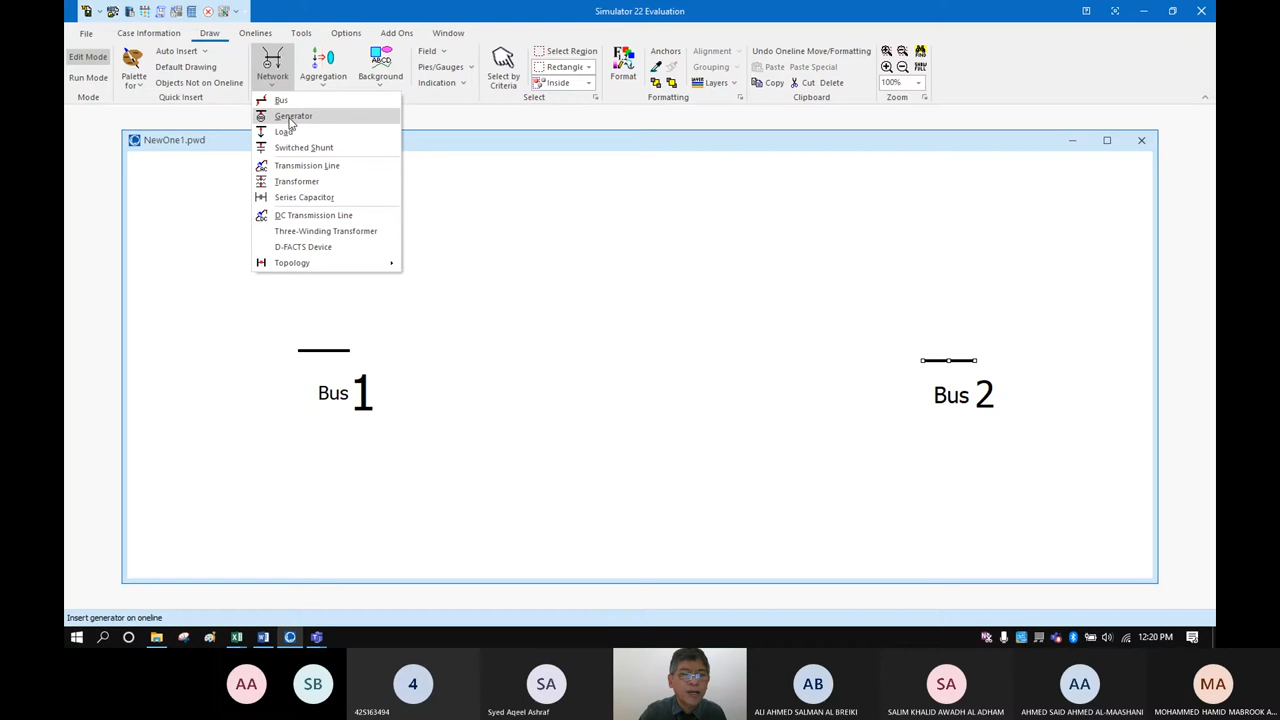 Simulator 22 Evaluation
File
Draw
Case Information
Onelines
Tools
Options
Add Ons
Window
Edit Mode
Run Mode
Mode
Palette
for
Auto Insert
Default Drawing
Objects Not on Oneline
Quick Insert
Network
Aggregation
ABCD
Background
Field
Pies/Gauges
Indication
Select by
Criteria
Select Region
Rectangle
Inside
Select
Format
Anchors
Alignment
Grouping
Layers
Formatting
Undo Oneline Move/Formatting
Paste Paste Special
Copy Cut Delete
Clipboard
FIND
FULL
100%
Zoom
Bus
Generator
Load
Switched Shunt
Transmission Line
Transformer
Series Capacitor
DC Transmission Line
Three-Winding Transformer
D-FACTS Device
Topology
NewOne1.pwd
Bus 1
Bus 2
Insert generator on oneline
12:20 PM
AA
SB
4
425163494
SA
Syed Aqeel Ashraf
AB
ALI AHMED SALMAN AL BREIKI
SA
SALIM KHALID AWADH AL ADHAM
AA
AHMED SAID AHMED AL-MAASHANI
MA
MOHAMMED HAMID MABROOK A...